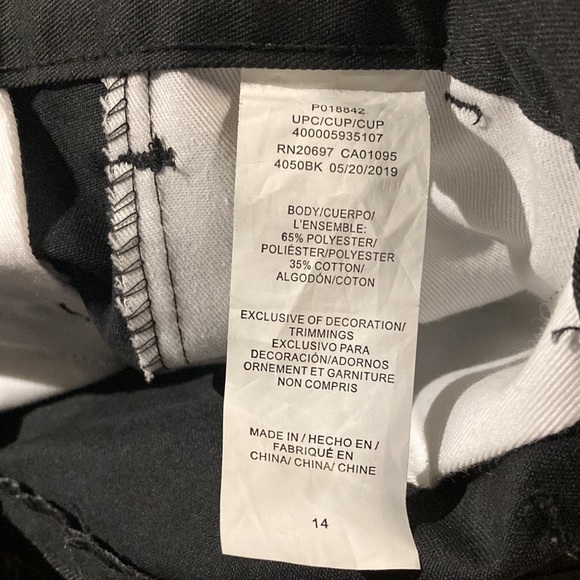 P018842
UPC/CUP/CUP
400005935107
RN20697 CA01095
4050BK 05/20/2019
BODY/CUERPO/
L'ENSEMBLE:
65% POLYESTER/
POLIÉSTER/POLYESTER
35% COTTON/
ALGODÓN/COTON
EXCLUSIVE OF DECORATION/
TRIMMINGS
EXCLUSIVO PARA
DECORACIÓN/ADORNOS
ORNEMENT ET GARNITURE
NON COMPRIS
MADE IN / HECHO EN /
FABRIQUÉ EN
CHINA/ CHINA/ CHINE
14